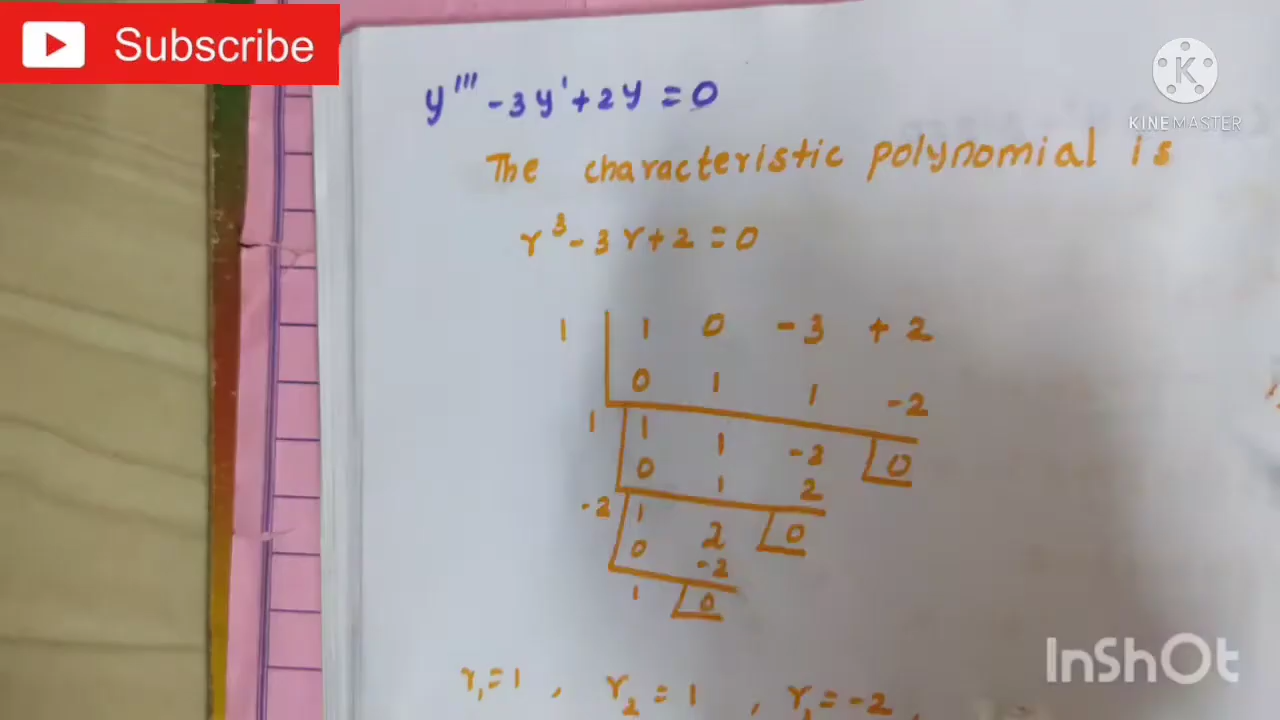 Subscribe
y''' - 3y' + 2y = 0
KINEMASTER
The characteristic polynomial is
r³ - 3r + 2 = 0
1 | 1 0 -3 +2
0 1 1 -2
1 | 1 1 -2 0
0 1 2
-2 | 1 2 0
0 -2
1 0
InShOt
r₁ = 1 , r₂ = 1 , r₁ = -2 ,